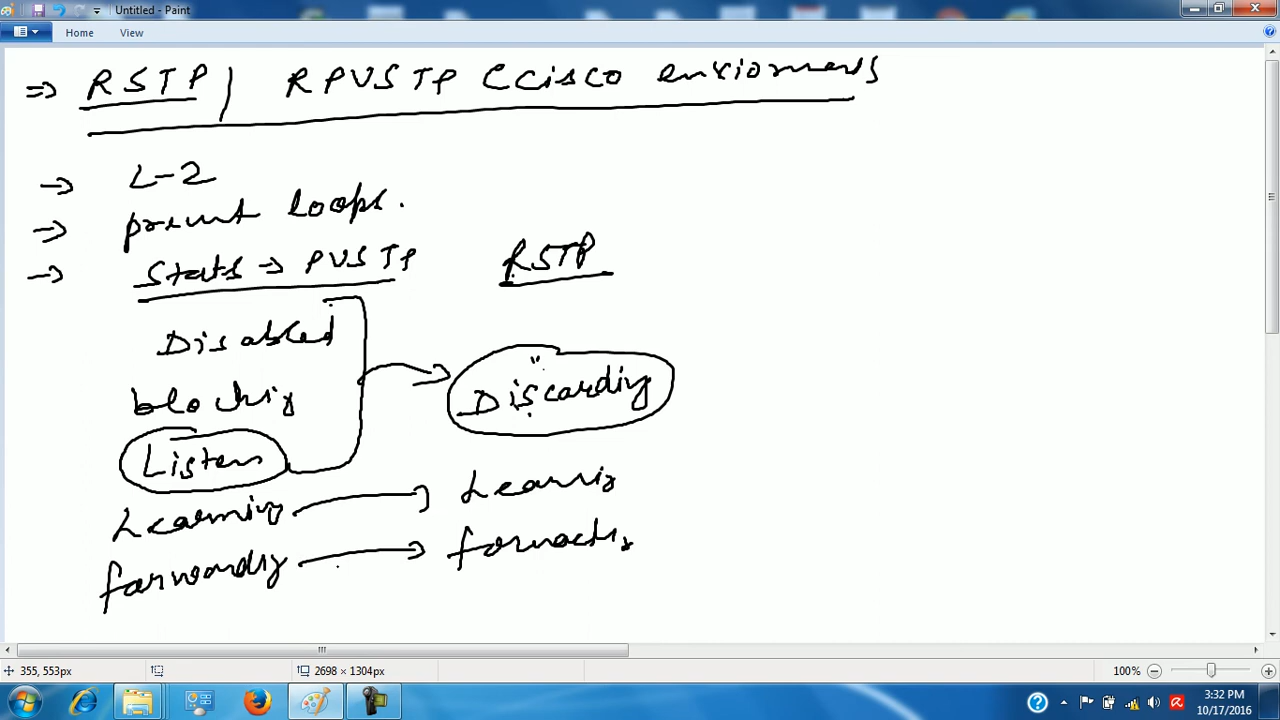 Untitled - Paint
Home View
⇒ RSTP | RPVSTP (Cisco enviorments
→ L-2
→ prevent loops.
→ States → PVSTP RSTP
Disabled
blocking
"Discarding
Listen
Learning → Learning
forwarding → forwarding
355, 553px 2698 × 1304px 100%
3:32 PM
10/17/2016